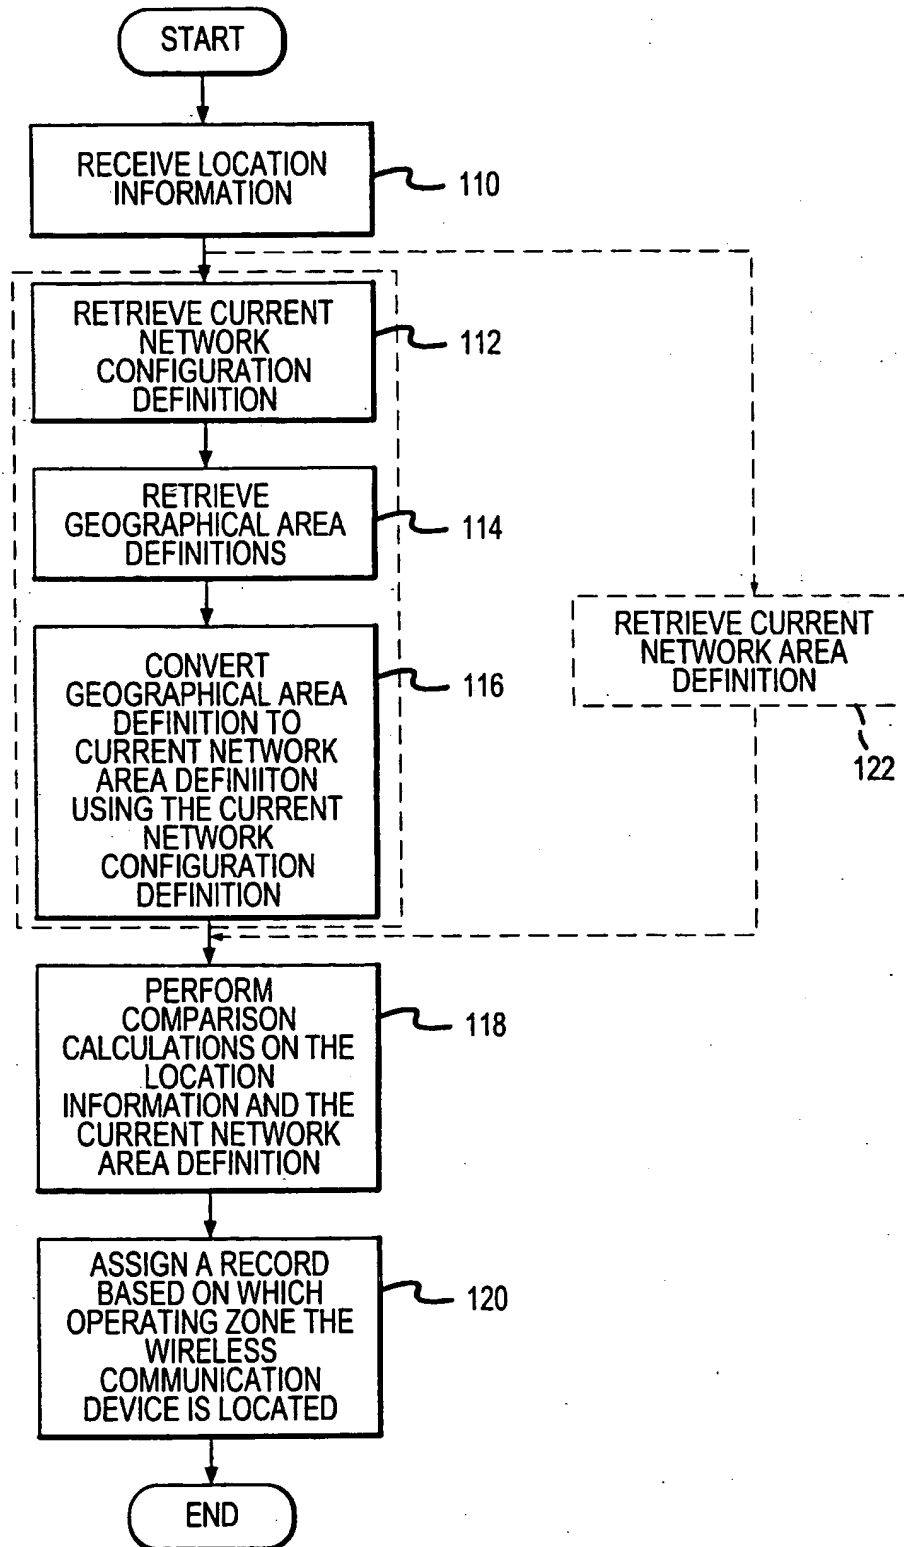 START
RECEIVE LOCATION
INFORMATION
110
RETRIEVE CURRENT
NETWORK
CONFIGURATION
DEFINITION
112
RETRIEVE
GEOGRAPHICAL AREA
DEFINITIONS
114
CONVERT
GEOGRAPHICAL AREA
DEFINITION TO
CURRENT NETWORK
AREA DEFINIITON
USING THE CURRENT
NETWORK
CONFIGURATION
DEFINITION
116
RETRIEVE CURRENT
NETWORK AREA
DEFINITION
122
PERFORM
COMPARISON
CALCULATIONS ON THE
LOCATION
INFORMATION AND THE
CURRENT NETWORK
AREA DEFINITION
118
ASSIGN A RECORD
BASED ON WHICH
OPERATING ZONE THE
WIRELESS
COMMUNICATION
DEVICE IS LOCATED
120
END